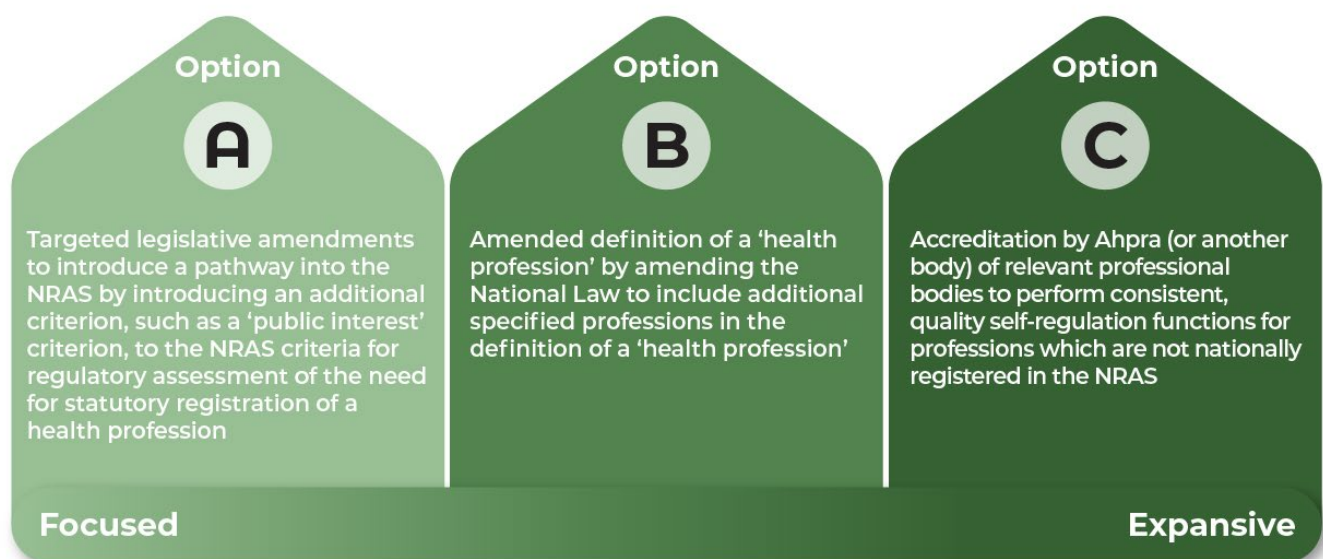 Option
A
Targeted legislative amendments
to introduce a pathway into the
NRAS by introducing an additional
criterion, such as a ‘public interest’
criterion, to the NRAS criteria for
regulatory assessment of the need
for statutory registration of a
health profession
Option
B
Amended definition of a ‘health
profession’ by amending the
National Law to include additional
specified professions in the
definition of a ‘health profession’
Option
C
Accreditation by Ahpra (or another
body) of relevant professional
bodies to perform consistent,
quality self-regulation functions for
professions which are not nationally
registered in the NRAS
Focused
Expansive